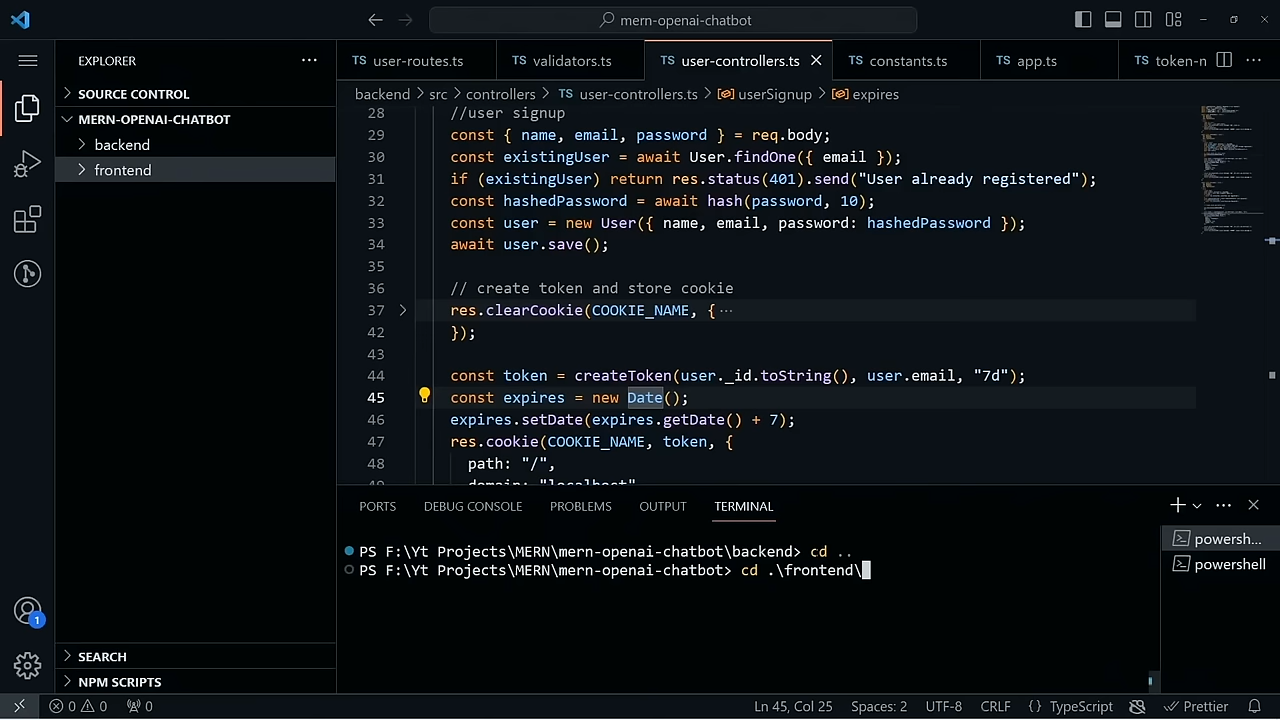 mern-openai-chatbot
EXPLORER
SOURCE CONTROL
MERN-OPENAI-CHATBOT
backend
frontend
SEARCH
NPM SCRIPTS
1
TS user-routes.ts
TS validators.ts
TS user-controllers.ts
TS constants.ts
TS app.ts
TS token-n
backend > src > controllers > TS user-controllers.ts > userSignup > expires
28 //user signup
29 const { name, email, password } = req.body;
30 const existingUser = await User.findOne({ email });
31 if (existingUser) return res.status(401).send("User already registered");
32 const hashedPassword = await hash(password, 10);
33 const user = new User({ name, email, password: hashedPassword });
34 await user.save();
35
36 // create token and store cookie
37 res.clearCookie(COOKIE_NAME, {···
42 });
43
44 const token = createToken(user._id.toString(), user.email, "7d");
45 const expires = new Date();
46 expires.setDate(expires.getDate() + 7);
47 res.cookie(COOKIE_NAME, token, {
48 path: "/",
49 domain: "localhost"
PORTS DEBUG CONSOLE PROBLEMS OUTPUT TERMINAL
PS F:\Yt Projects\MERN\mern-openai-chatbot\backend> cd ..
PS F:\Yt Projects\MERN\mern-openai-chatbot> cd .\frontend\
powersh...
powershell
0 0 0 Ln 45, Col 25 Spaces: 2 UTF-8 CRLF {} TypeScript Prettier